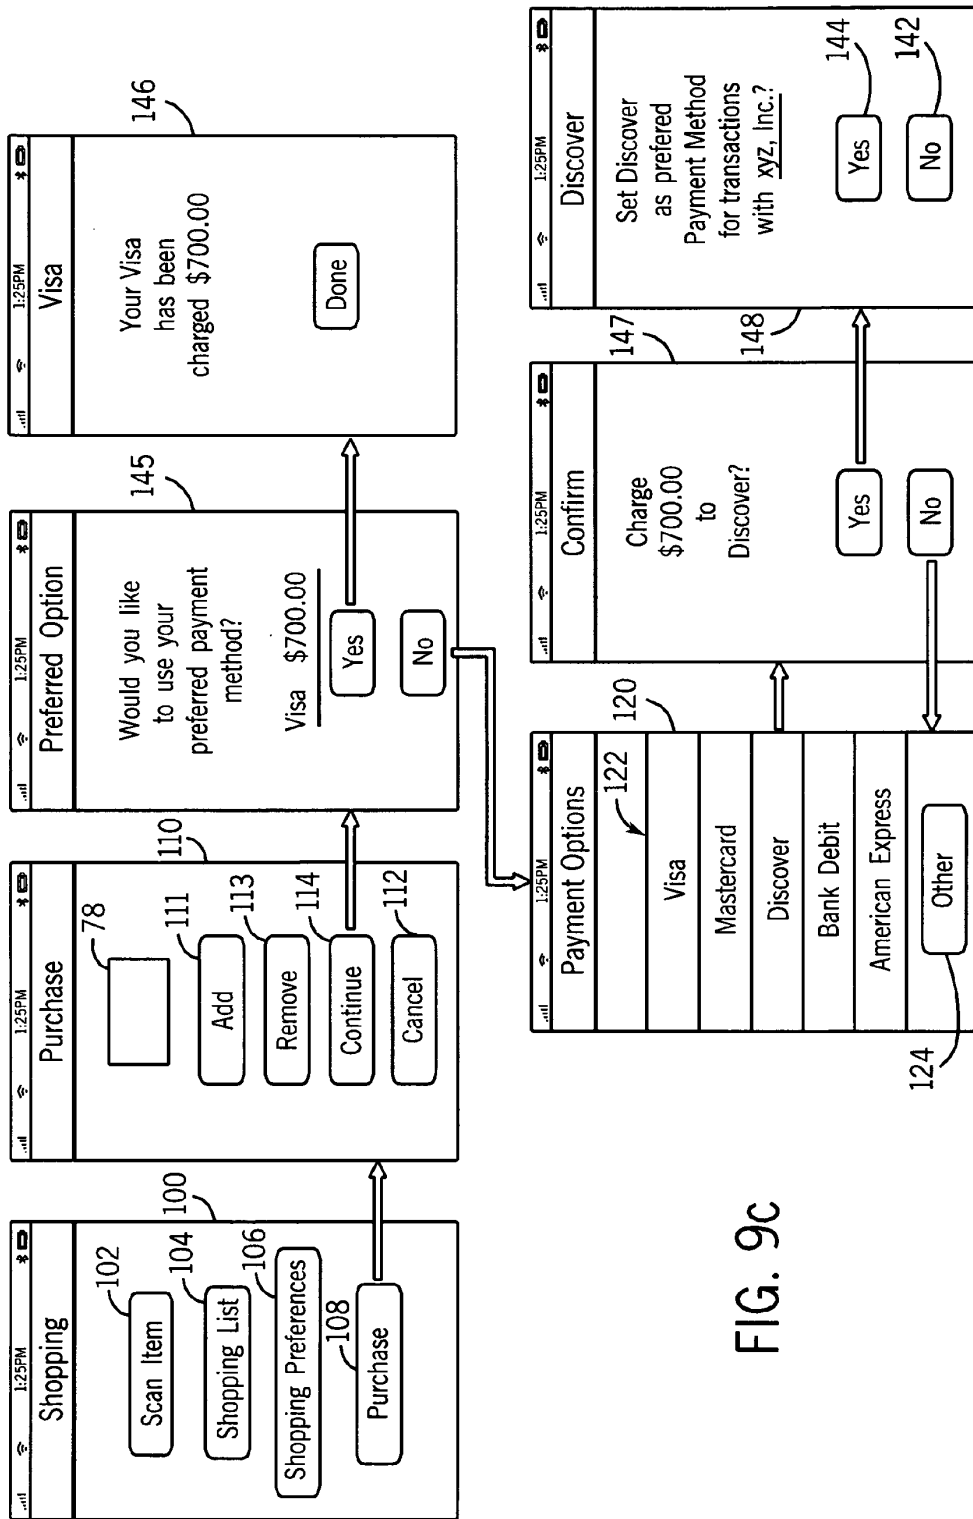 1:25PM
Shopping
100
102
Scan Item
104
Shopping List
106
Shopping Preferences
108
Purchase
1:25PM
Purchase
110
78
111
Add
113
Remove
114
Continue
112
Cancel
1:25PM
Preferred Option
145
Would you like
to use your
preferred payment
method?
Visa $700.00
Yes
No
1:25PM
Visa
146
Your Visa
has been
charged $700.00
Done
1:25PM
Payment Options
120
122
Visa
Mastercard
Discover
Bank Debit
American Express
Other
124
1:25PM
Confirm
147
Charge
$700.00
to
Discover?
Yes
No
1:25PM
Discover
148
Set Discover
as prefered
Payment Method
for transactions
with xyz, Inc.?
Yes
144
No
142
FIG. 9c